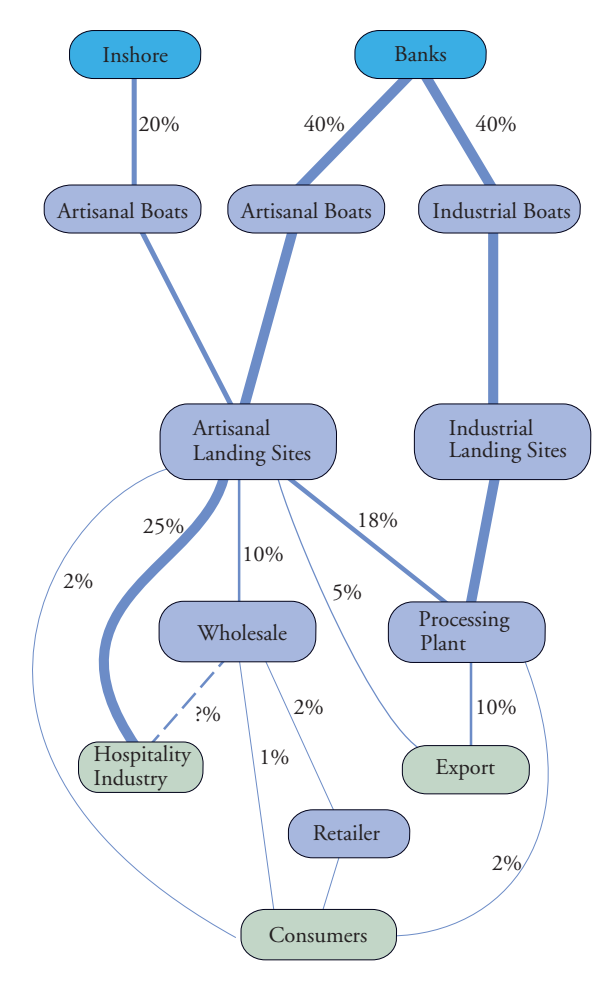 Inshore
Banks
20%
40%
40%
Artisanal Boats
Artisanal Boats
Industrial Boats
Artisanal
Landing Sites
Industrial
Landing Sites
25%
18%
10%
2%
5%
Wholesale
Processing
Plant
?%
2%
10%
1%
Hospitality
Industry
Export
Retailer
2%
Consumers